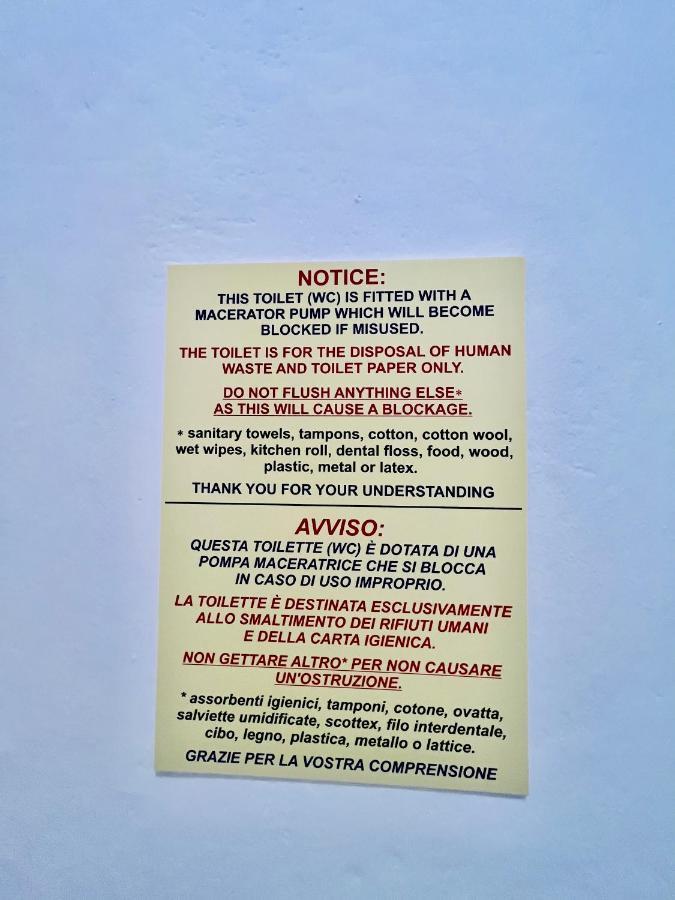 NOTICE:
THIS TOILET (WC) IS FITTED WITH A
MACERATOR PUMP WHICH WILL BECOME
BLOCKED IF MISUSED.
THE TOILET IS FOR THE DISPOSAL OF HUMAN
WASTE AND TOILET PAPER ONLY.
DO NOT FLUSH ANYTHING ELSE*
AS THIS WILL CAUSE A BLOCKAGE.
* sanitary towels, tampons, cotton, cotton wool,
wet wipes, kitchen roll, dental floss, food, wood,
plastic, metal or latex.
THANK YOU FOR YOUR UNDERSTANDING
AVVISO:
QUESTA TOILETTE (WC) È DOTATA DI UNA
POMPA MACERATRICE CHE SI BLOCCA
IN CASO DI USO IMPROPRIO.
LA TOILETTE È DESTINATA ESCLUSIVAMENTE
ALLO SMALTIMENTO DEI RIFIUTI UMANI
E DELLA CARTA IGIENICA.
NON GETTARE ALTRO* PER NON CAUSARE
UN'OSTRUZIONE.
* assorbenti igienici, tamponi, cotone, ovatta,
salviette umidificate, scottex, filo interdentale,
cibo, legno, plastica, metallo o lattice.
GRAZIE PER LA VOSTRA COMPRENSIONE